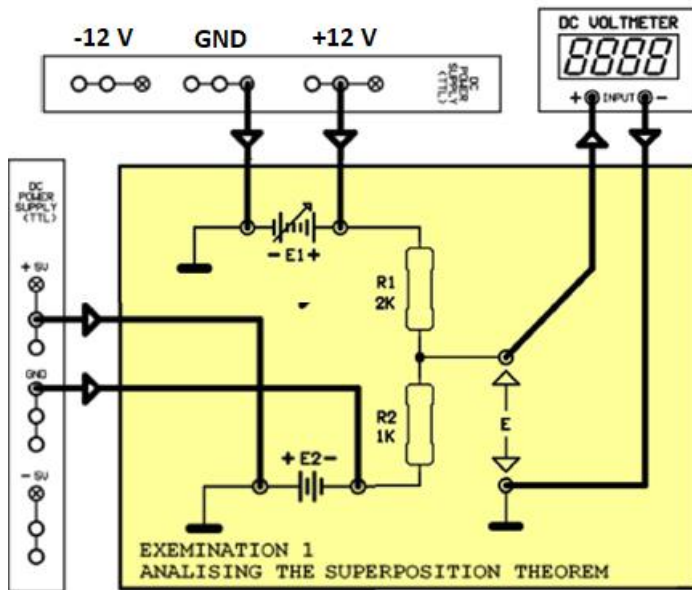 -12 V GND +12 V
DC POWER
SUPPLY
(TTL)
DC VOLTMETER
8888
+ INPUT -
DC
POWER
SUPPLY
(TTL)
+ 5V
GND
- 5V
- E1 +
R1
2K
R2
1K
E
+ E2 -
EXEMINATION 1
ANALISING THE SUPERPOSITION THEOREM